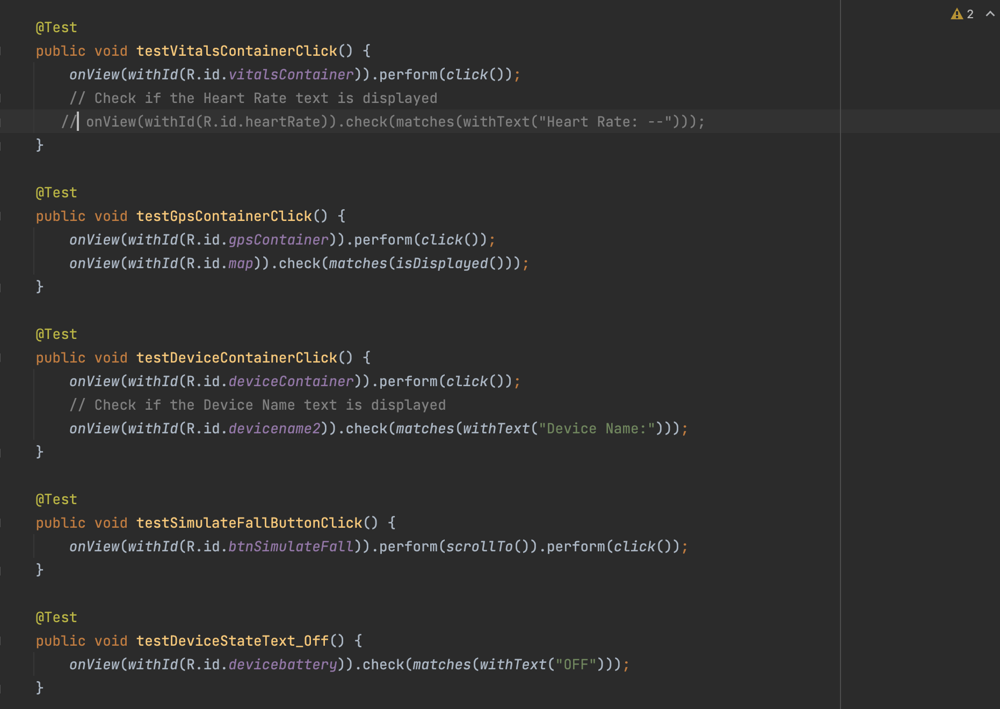 2
@Test
public void testVitalsContainerClick() {
    onView(withId(R.id.vitalsContainer)).perform(click());
    // Check if the Heart Rate text is displayed
   // onView(withId(R.id.heartRate)).check(matches(withText("Heart Rate: --")));
}
@Test
public void testGpsContainerClick() {
    onView(withId(R.id.gpsContainer)).perform(click());
    onView(withId(R.id.map)).check(matches(isDisplayed()));
}
@Test
public void testDeviceContainerClick() {
    onView(withId(R.id.deviceContainer)).perform(click());
    // Check if the Device Name text is displayed
    onView(withId(R.id.devicename2)).check(matches(withText("Device Name:")));
}
@Test
public void testSimulateFallButtonClick() {
    onView(withId(R.id.btnSimulateFall)).perform(scrollTo()).perform(click());
}
@Test
public void testDeviceStateText_Off() {
    onView(withId(R.id.devicebattery)).check(matches(withText("OFF")));
}